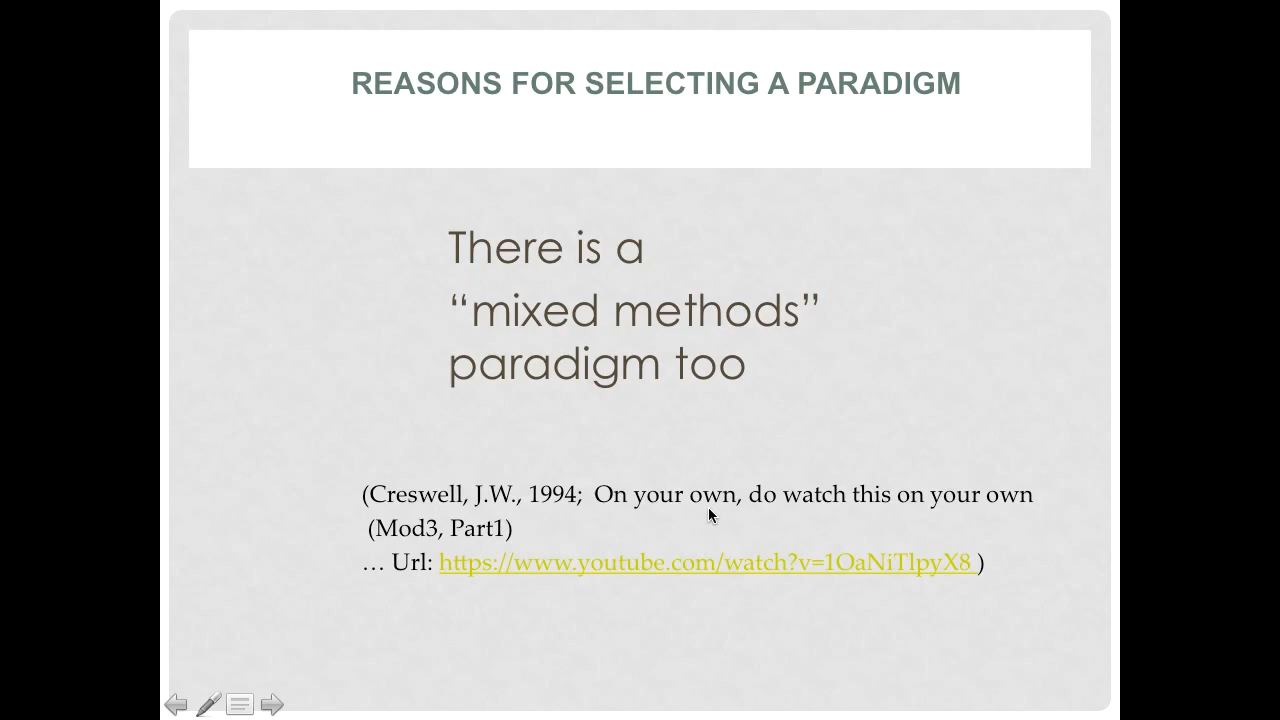 REASONS FOR SELECTING A PARADIGM
There is a
“mixed methods”
paradigm too
(Creswell, J.W., 1994;  On your own, do watch this on your own
(Mod3, Part1)
… Url: https://www.youtube.com/watch?v=1OaNiTlpyX8 )